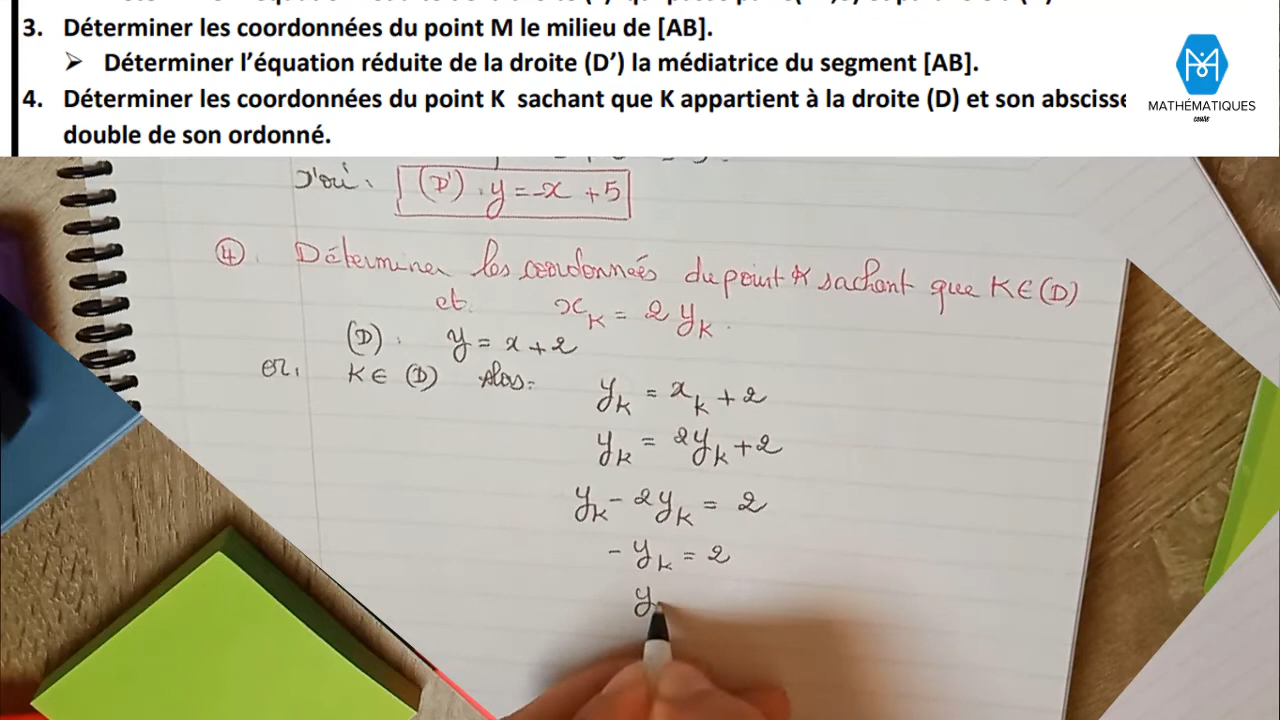 3. Déterminer les coordonnées du point M le milieu de [AB].
➤ Déterminer l'équation réduite de la droite (D') la médiatrice du segment [AB].
4. Déterminer les coordonnées du point K sachant que K appartient à la droite (D) et son abscisse
double de son ordonné.
MATHÉMATIQUES
cours
D'où. (D') . y = -x + 5
④. Déterminer les coordonnées du point K sachant que K ∈ (D)
et x_K = 2 y_K.
(D). y = x + 2
or, K ∈ (D) Alors: y_K = x_K + 2
y_K = 2y_K + 2
y_K - 2y_K = 2
- y_K = 2
y